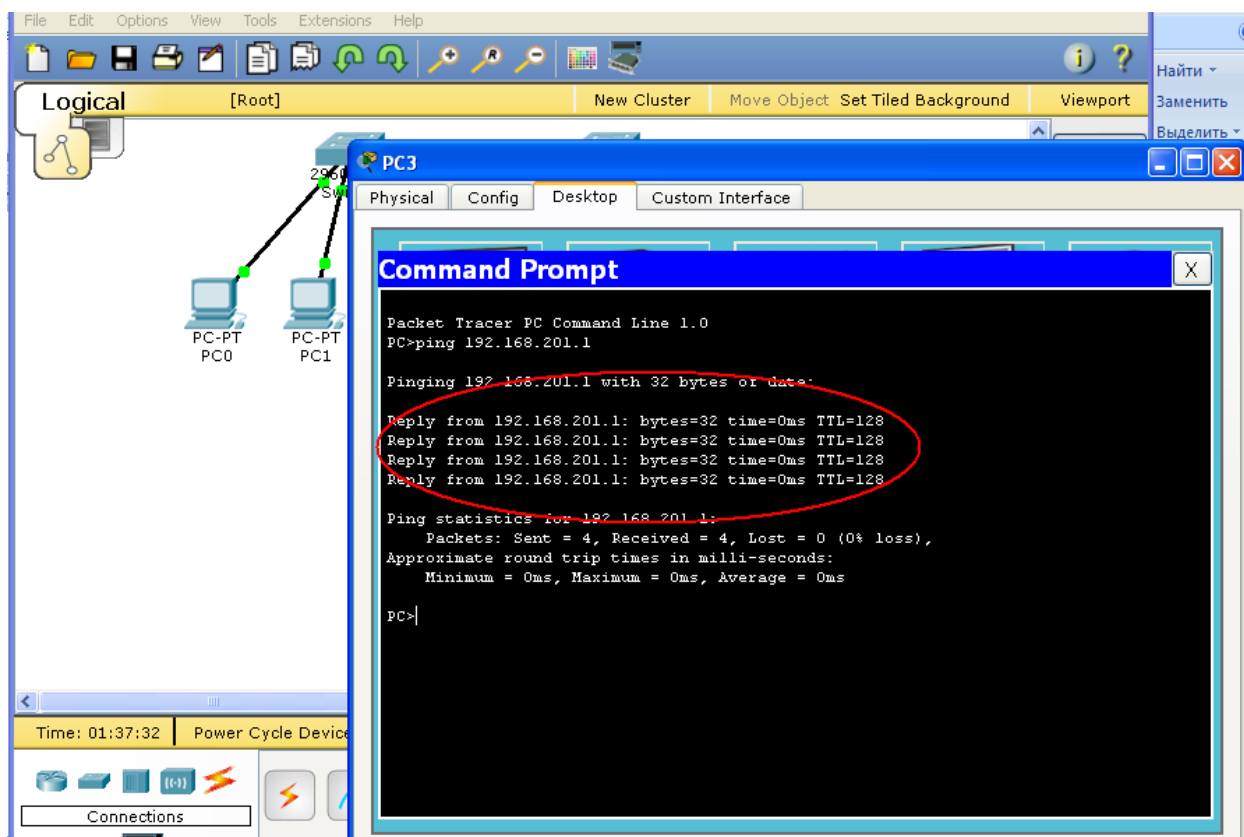 File Edit Options View Tools Extensions Help
Найти
Заменить
Выделить
Logical [Root] New Cluster Move Object Set Tiled Background Viewport
PC3
Physical Config Desktop Custom Interface
Command Prompt X
Packet Tracer PC Command Line 1.0
PC>ping 192.168.201.1
Pinging 192.168.201.1 with 32 bytes of data:
Reply from 192.168.201.1: bytes=32 time=0ms TTL=128
Reply from 192.168.201.1: bytes=32 time=0ms TTL=128
Reply from 192.168.201.1: bytes=32 time=0ms TTL=128
Reply from 192.168.201.1: bytes=32 time=0ms TTL=128
Ping statistics for 192.168.201.1:
Packets: Sent = 4, Received = 4, Lost = 0 (0% loss),
Approximate round trip times in milli-seconds:
Minimum = 0ms, Maximum = 0ms, Average = 0ms
PC>
PC-PT
PC0
PC-PT
PC1
Time: 01:37:32 Power Cycle Device
Connections